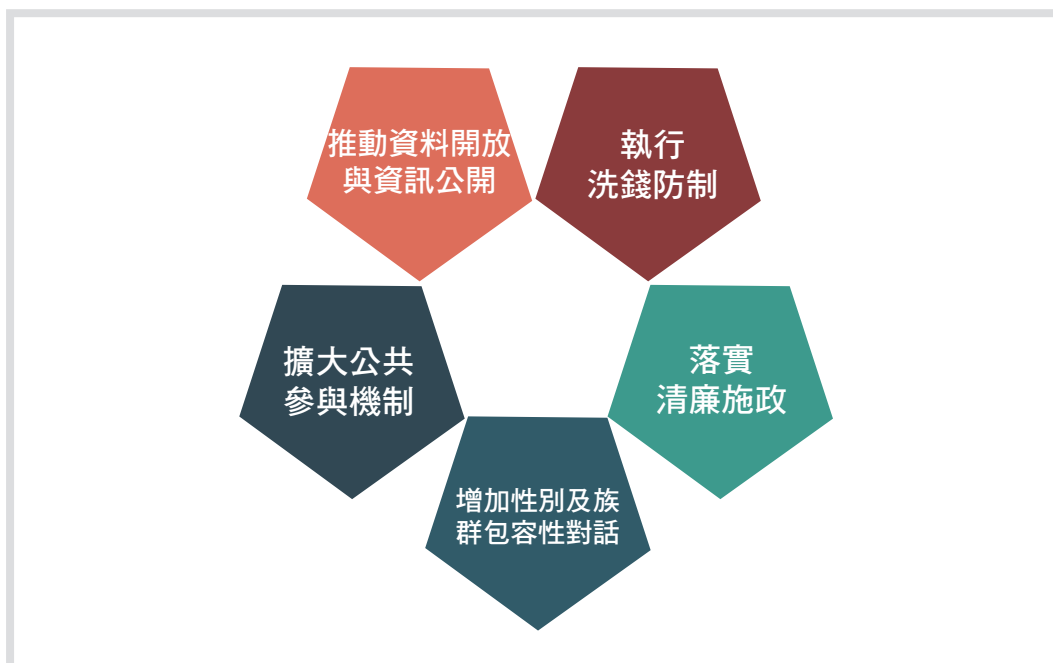 推動資料開放
與資訊公開
執行
洗錢防制
擴大公共
參與機制
落實
清廉施政
增加性別及族
群包容性對話